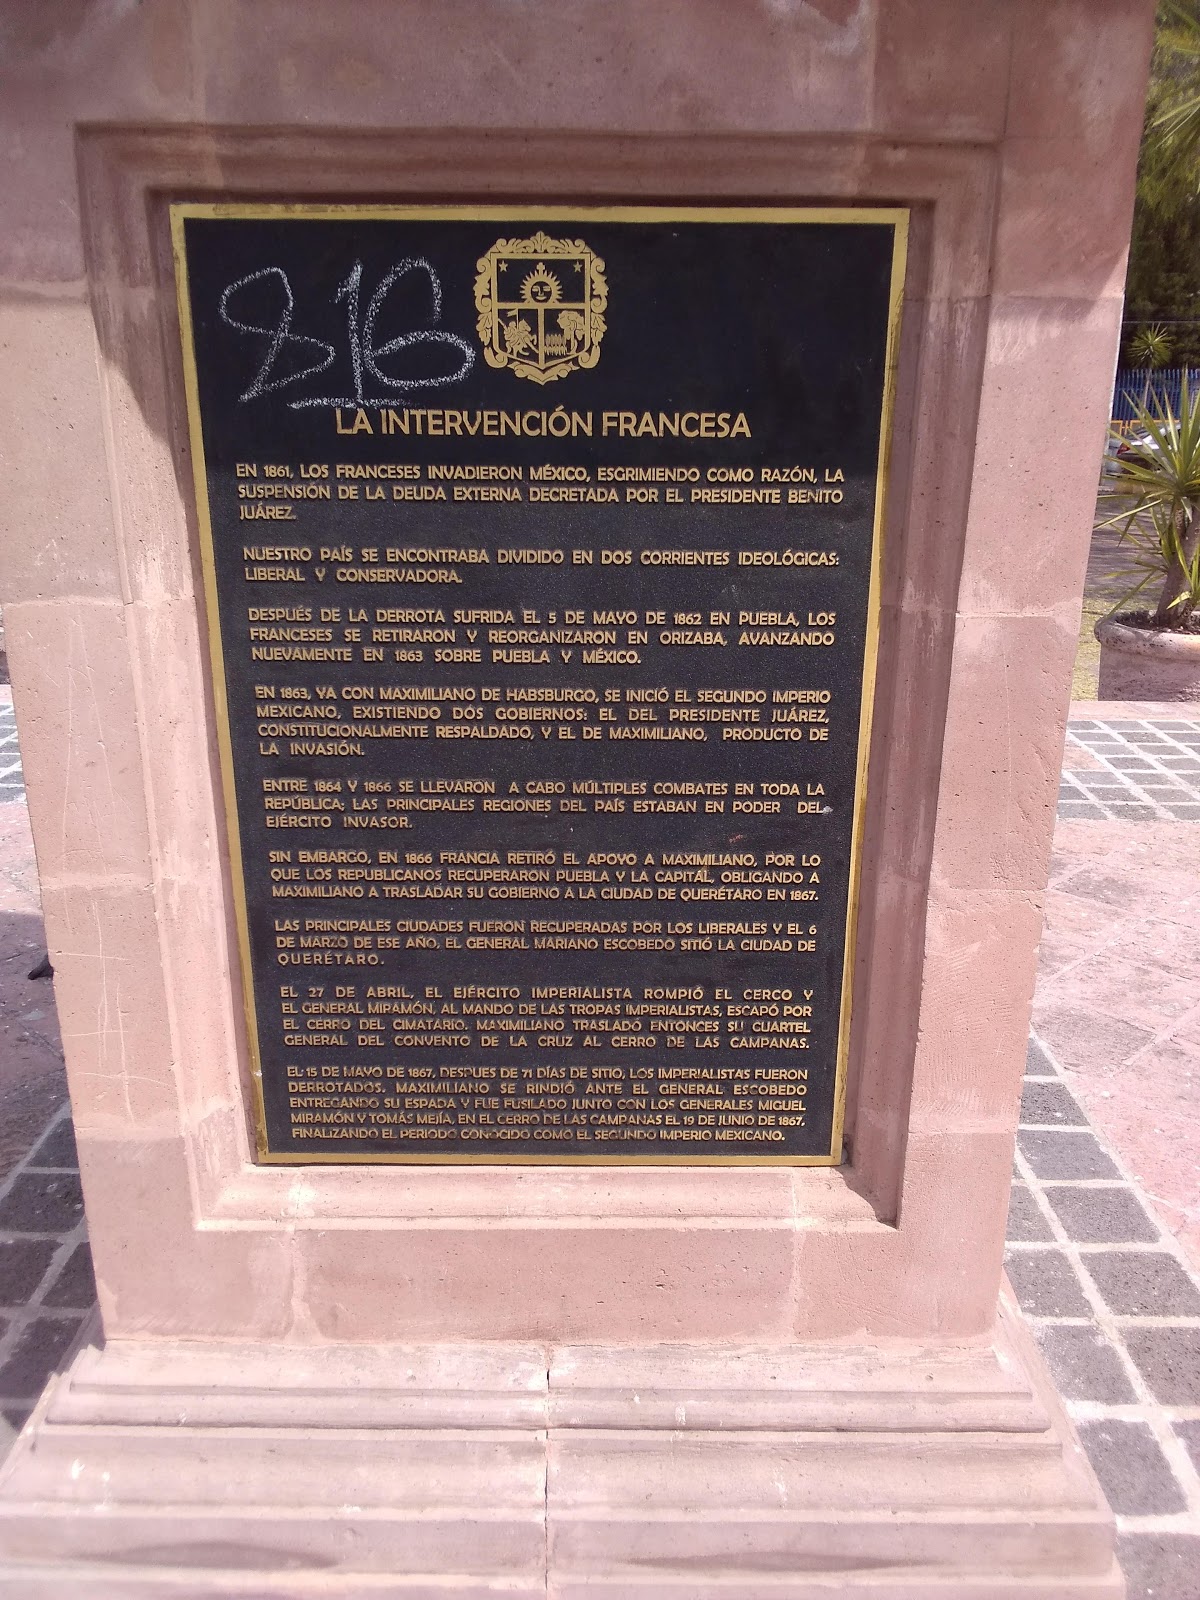 816
LA INTERVENCIÓN FRANCESA
EN 1861, LOS FRANCESES INVADIERON MÉXICO, ESGRIMIENDO COMO RAZÓN, LA
SUSPENSIÓN DE LA DEUDA EXTERNA DECRETADA POR EL PRESIDENTE BENITO
JUÁREZ.
NUESTRO PAÍS SE ENCONTRABA DIVIDIDO EN DOS CORRIENTES IDEOLÓGICAS:
LIBERAL Y CONSERVADORA.
DESPUÉS DE LA DERROTA SUFRIDA EL 5 DE MAYO DE 1862 EN PUEBLA, LOS
FRANCESES SE RETIRARON Y REORGANIZARON EN ORIZABA, AVANZANDO
NUEVAMENTE EN 1863 SOBRE PUEBLA Y MÉXICO.
EN 1863, YA CON MAXIMILIANO DE HABSBURGO, SE INICIÓ EL SEGUNDO IMPERIO
MEXICANO, EXISTIENDO DOS GOBIERNOS: EL DEL PRESIDENTE JUÁREZ,
CONSTITUCIONALMENTE RESPALDADO, Y EL DE MAXIMILIANO, PRODUCTO DE
LA INVASIÓN.
ENTRE 1864 Y 1866 SE LLEVARON A CABO MÚLTIPLES COMBATES EN TODA LA
REPÚBLICA; LAS PRINCIPALES REGIONES DEL PAÍS ESTABAN EN PODER DEL
EJÉRCITO INVASOR.
SIN EMBARGO, EN 1866 FRANCIA RETIRÓ EL APOYO A MAXIMILIANO, POR LO
QUE LOS REPUBLICANOS RECUPERARON PUEBLA Y LA CAPITAL, OBLIGANDO A
MAXIMILIANO A TRASLADAR SU GOBIERNO A LA CIUDAD DE QUERÉTARO EN 1867.
LAS PRINCIPALES CIUDADES FUERON RECUPERADAS POR LOS LIBERALES Y EL 6
DE MARZO DE ESE AÑO, EL GENERAL MARIANO ESCOBEDO SITIÓ LA CIUDAD DE
QUERÉTARO.
EL 27 DE ABRIL, EL EJÉRCITO IMPERIALISTA ROMPIÓ EL CERCO Y
EL GENERAL MIRAMÓN, AL MANDO DE LAS TROPAS IMPERIALISTAS, ESCAPÓ POR
EL CERRO DEL CIMATARIO. MAXIMILIANO TRASLADÓ ENTONCES SU CUARTEL
GENERAL DEL CONVENTO DE LA CRUZ AL CERRO DE LAS CAMPANAS.
EL 15 DE MAYO DE 1867, DESPUES DE 71 DÍAS DE SITIO, LOS IMPERIALISTAS FUERON
DERROTADOS. MAXIMILIANO SE RINDIÓ ANTE EL GENERAL ESCOBEDO
ENTREGANDO SU ESPADA Y FUE FUSILADO JUNTO CON LOS GENERALES MIGUEL
MIRAMÓN Y TOMÁS MEJÍA, EN EL CERRO DE LAS CAMPANAS EL 19 DE JUNIO DE 1867.
FINALIZANDO EL PERIODO CONOCIDO COMO EL SEGUNDO IMPERIO MEXICANO.